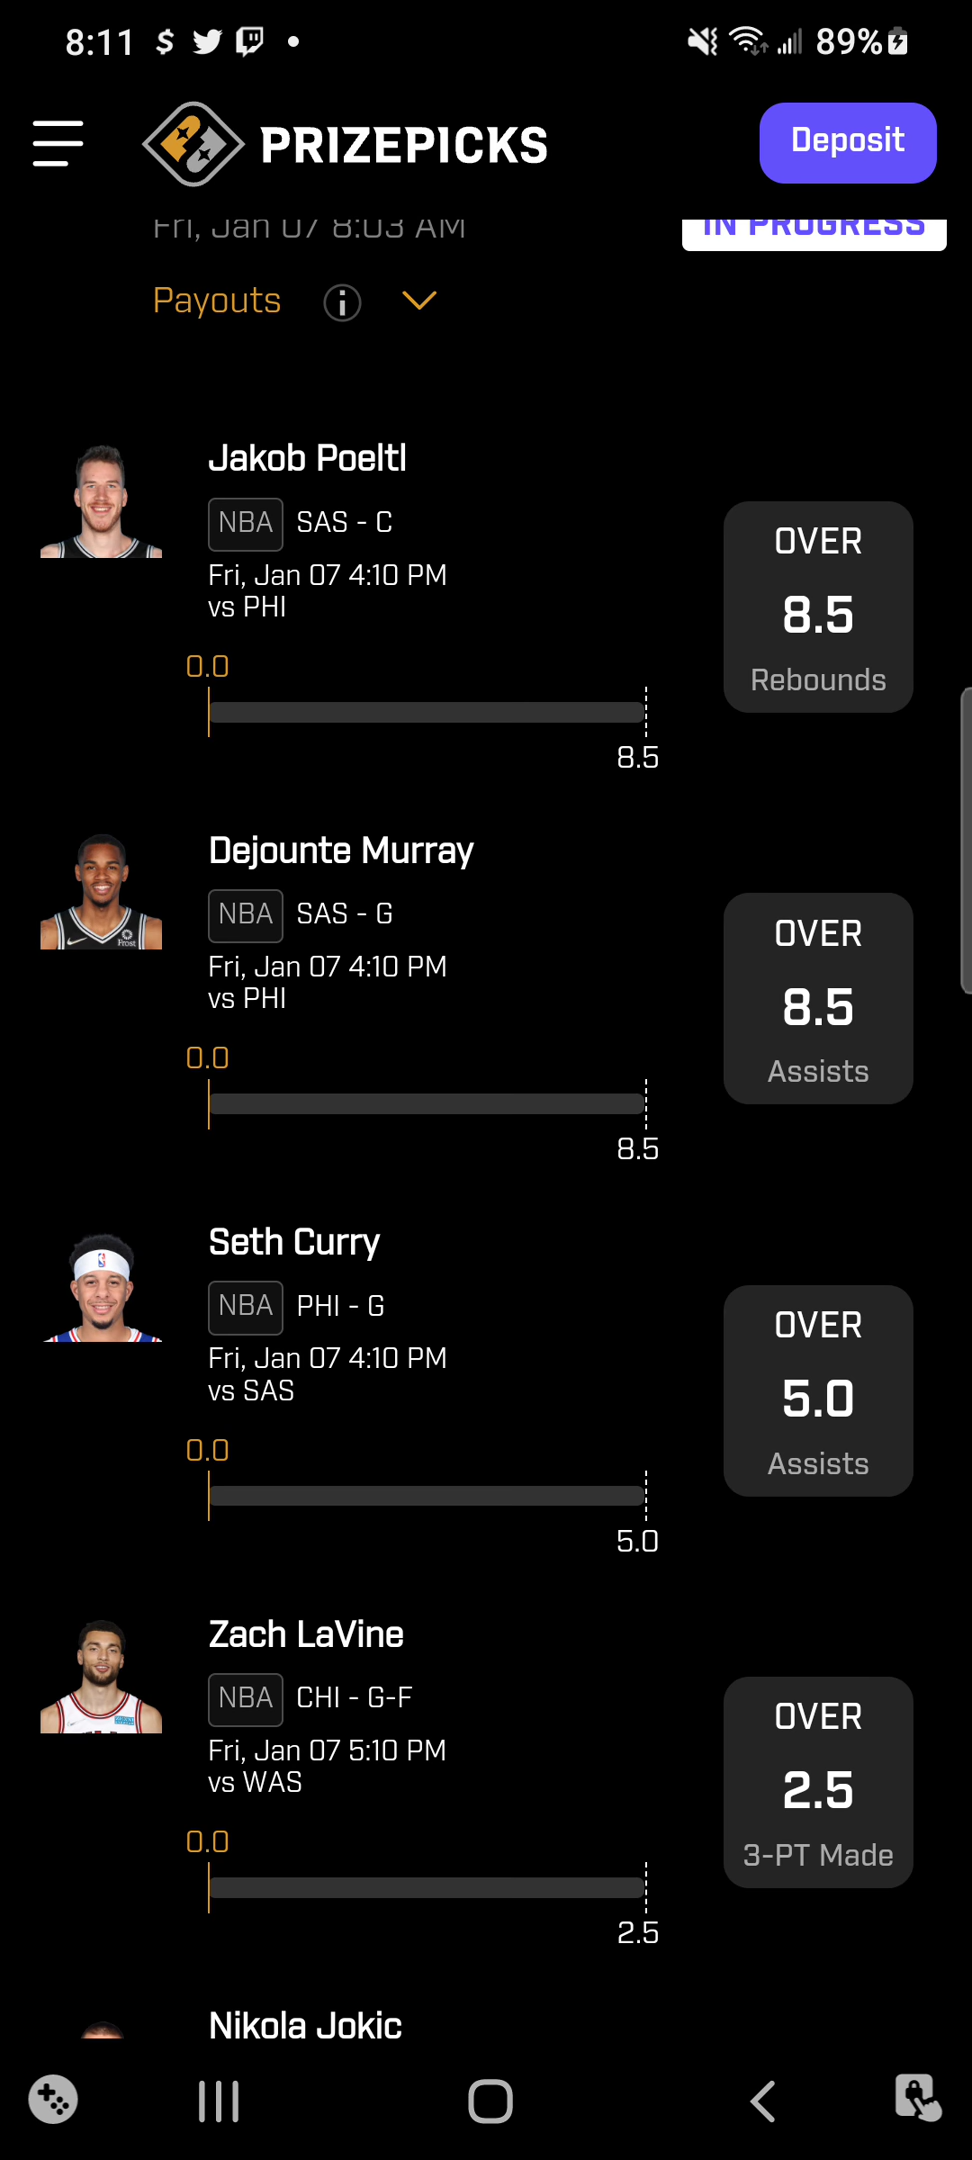 8:11
89%
PRIZEPICKS
Deposit
Fri, Jan 07 8:03 AM
IN PROGRESS
Payouts
Jakob Poeltl
NBA SAS - C
Fri, Jan 07 4:10 PM
vs PHI
OVER
8.5
Rebounds
0.0
8.5
Dejounte Murray
NBA SAS - G
Fri, Jan 07 4:10 PM
vs PHI
OVER
8.5
Assists
0.0
8.5
Seth Curry
NBA PHI - G
Fri, Jan 07 4:10 PM
vs SAS
OVER
5.0
Assists
0.0
5.0
Zach LaVine
NBA CHI - G-F
Fri, Jan 07 5:10 PM
vs WAS
OVER
2.5
3-PT Made
0.0
2.5
Nikola Jokic